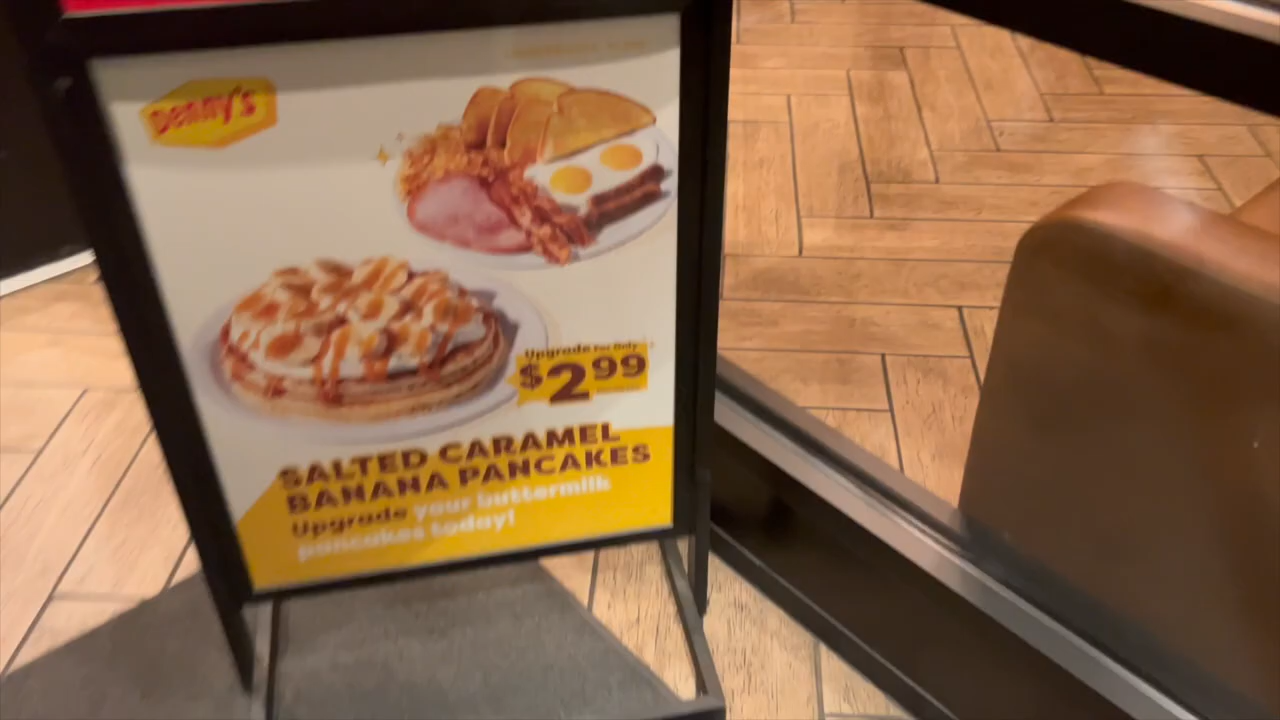 Denny's
Upgrade For Only
$2.99
SALTED CARAMEL
BANANA PANCAKES
Upgrade your buttermilk
pancakes today!